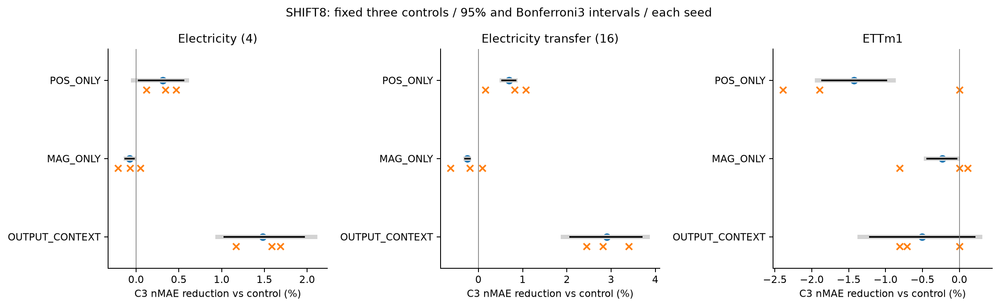 SHIFT8: fixed three controls / 95% and Bonferroni3 intervals / each seed
Electricity (4)
POS_ONLY
MAG_ONLY
OUTPUT_CONTEXT
0.0 0.5 1.0 1.5 2.0
C3 nMAE reduction vs control (%)
Electricity transfer (16)
POS_ONLY
MAG_ONLY
OUTPUT_CONTEXT
0 1 2 3 4
C3 nMAE reduction vs control (%)
ETTm1
POS_ONLY
MAG_ONLY
OUTPUT_CONTEXT
−2.5 −2.0 −1.5 −1.0 −0.5 0.0
C3 nMAE reduction vs control (%)